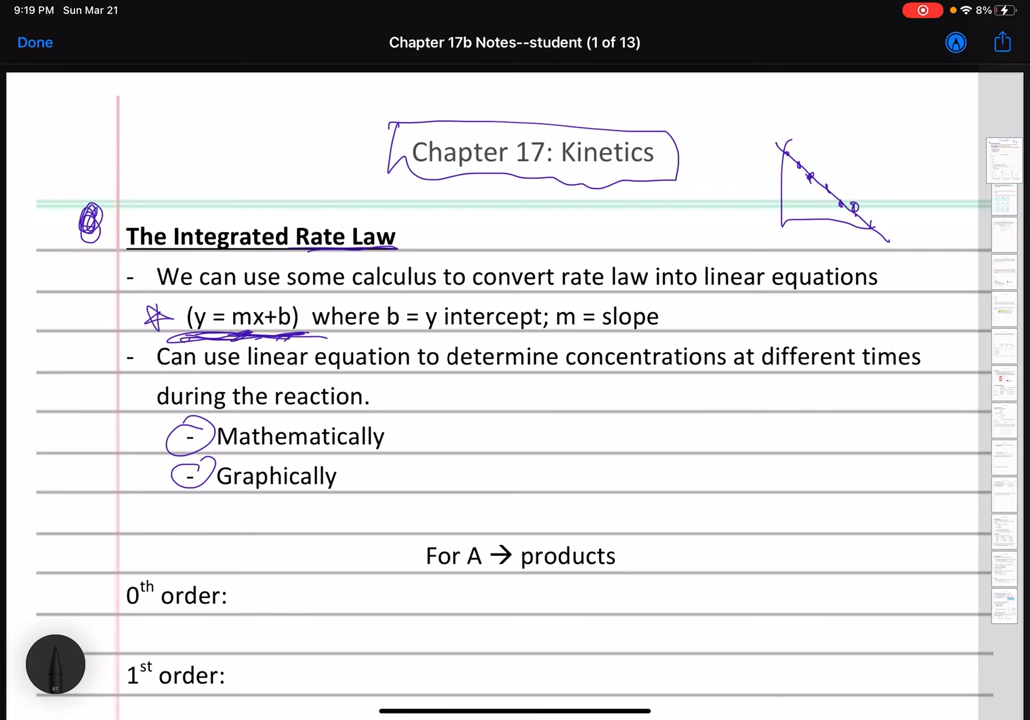 9:19 PM Sun Mar 21
8%
Done
Chapter 17b Notes--student (1 of 13)
Chapter 17: Kinetics
The Integrated Rate Law
- We can use some calculus to convert rate law into linear equations
(y = mx+b) where b = y intercept; m = slope
- Can use linear equation to determine concentrations at different times
during the reaction.
- Mathematically
- Graphically
For A → products
0th order:
1st order: